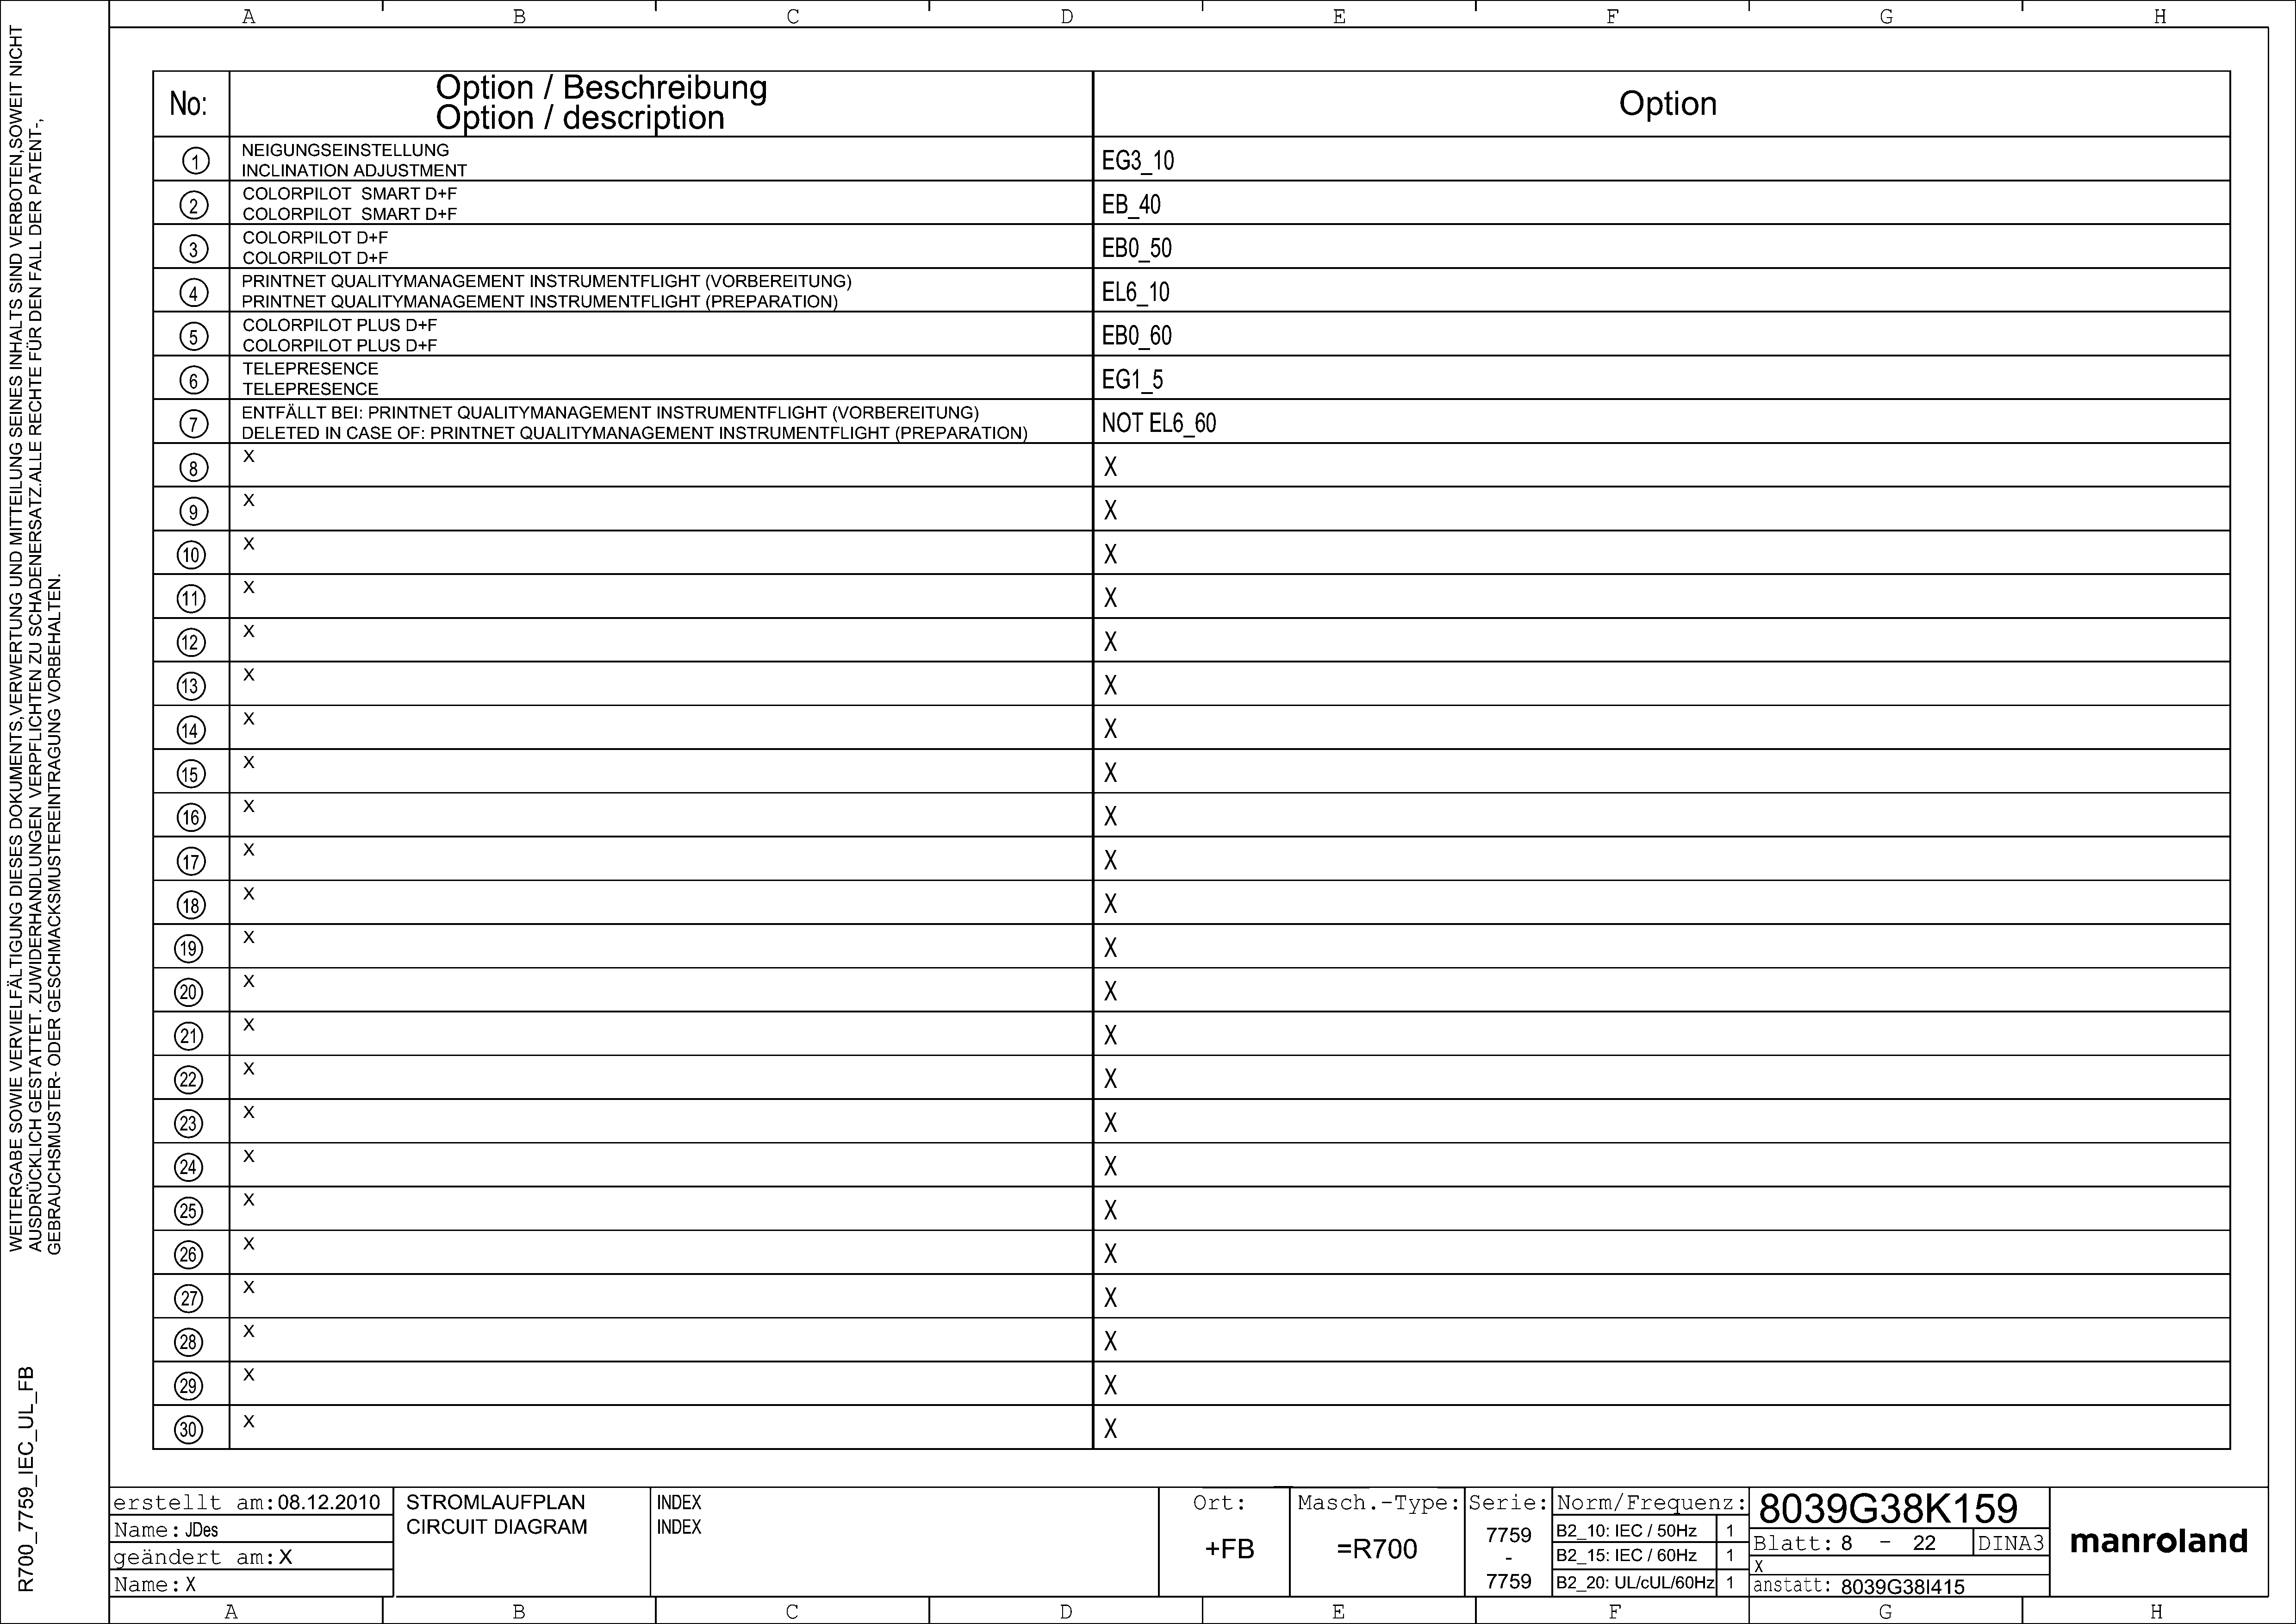 A B C D E F G H
WEITERGABE SOWIE VERVIELFÄLTIGUNG DIESES DOKUMENTS,VERWERTUNG UND MITTEILUNG SEINES INHALTS SIND VERBOTEN,SOWEIT NICHT
AUSDRÜCKLICH GESTATTET. ZUWIDERHANDLUNGEN VERPFLICHTEN ZU SCHADENERSATZ.ALLE RECHTE FÜR DEN FALL DER PATENT-,
GEBRAUCHSMUSTER- ODER GESCHMACKSMUSTEREINTRAGUNG VORBEHALTEN.
R700_7759_IEC_UL_FB
No: Option / Beschreibung Option
Option / description
1 NEIGUNGSEINSTELLUNG EG3_10
INCLINATION ADJUSTMENT
2 COLORPILOT SMART D+F EB_40
COLORPILOT SMART D+F
3 COLORPILOT D+F EB0_50
COLORPILOT D+F
4 PRINTNET QUALITYMANAGEMENT INSTRUMENTFLIGHT (VORBEREITUNG) EL6_10
PRINTNET QUALITYMANAGEMENT INSTRUMENTFLIGHT (PREPARATION)
5 COLORPILOT PLUS D+F EB0_60
COLORPILOT PLUS D+F
6 TELEPRESENCE EG1_5
TELEPRESENCE
7 ENTFÄLLT BEI: PRINTNET QUALITYMANAGEMENT INSTRUMENTFLIGHT (VORBEREITUNG) NOT EL6_60
DELETED IN CASE OF: PRINTNET QUALITYMANAGEMENT INSTRUMENTFLIGHT (PREPARATION)
8 X X
9 X X
10 X X
11 X X
12 X X
13 X X
14 X X
15 X X
16 X X
17 X X
18 X X
19 X X
20 X X
21 X X
22 X X
23 X X
24 X X
25 X X
26 X X
27 X X
28 X X
29 X X
30 X X
erstellt am: 08.12.2010
Name: JDes
geändert am: X
Name: X
STROMLAUFPLAN
CIRCUIT DIAGRAM
INDEX
INDEX
Ort:
+FB
Masch.-Type:
=R700
Serie:
7759
-
7759
Norm/Frequenz:
B2_10: IEC / 50Hz 1
B2_15: IEC / 60Hz 1
B2_20: UL/cUL/60Hz 1
8039G38K159
Blatt: 8 - 22 DINA3
X
anstatt: 8039G38I415
manroland
A B C D E F G H